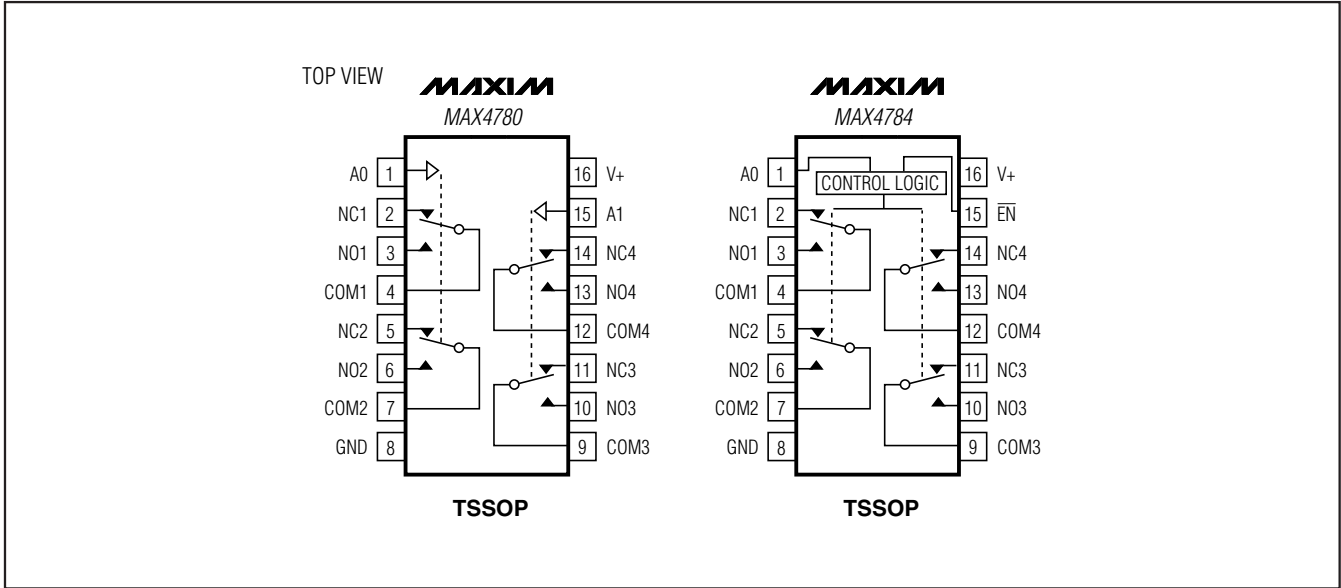 TOP VIEW
MAXIM
MAX4780
A0 1
NC1 2
NO1 3
COM1 4
NC2 5
NO2 6
COM2 7
GND 8
16 V+
15 A1
14 NC4
13 NO4
12 COM4
11 NC3
10 NO3
9 COM3
TSSOP
MAXIM
MAX4784
CONTROL LOGIC
A0 1
NC1 2
NO1 3
COM1 4
NC2 5
NO2 6
COM2 7
GND 8
16 V+
15 E̅N̅
14 NC4
13 NO4
12 COM4
11 NC3
10 NO3
9 COM3
TSSOP